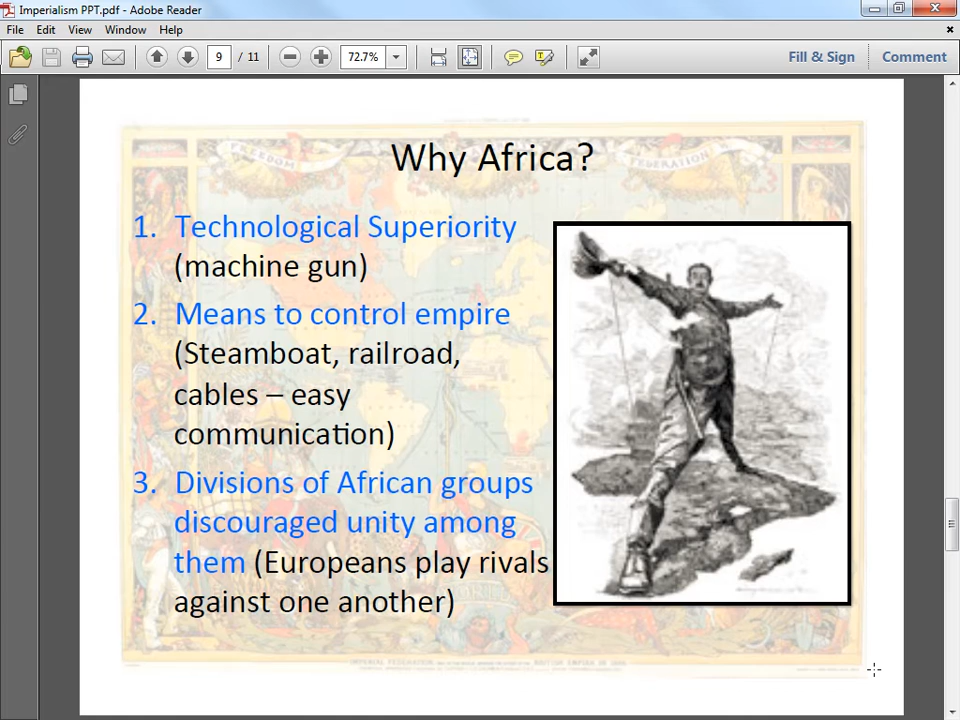 Imperialism PPT.pdf - Adobe Reader
File Edit View Window Help
9 / 11 72.7% Fill & Sign Comment
FREEDOM FEDERATION
Why Africa?
1. Technological Superiority
(machine gun)
2. Means to control empire
(Steamboat, railroad,
cables – easy
communication)
3. Divisions of African groups
discouraged unity among
them (Europeans play rivals
against one another)